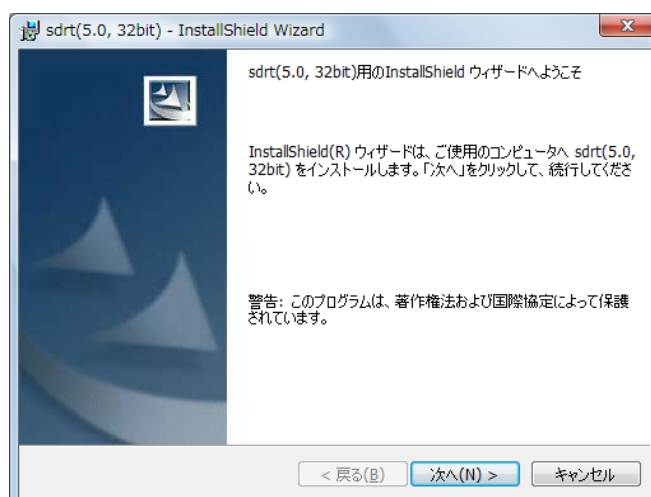 sdrt(5.0, 32bit) - InstallShield Wizard
sdrt(5.0, 32bit)用のInstallShield ウィザードへようこそ
InstallShield(R) ウィザードは、ご使用のコンピュータへ sdrt(5.0,
32bit) をインストールします。「次へ」をクリックして、続行してくださ
い。
警告: このプログラムは、著作権法および国際協定によって保護
されています。
< 戻る(B)
次へ(N) >
キャンセル